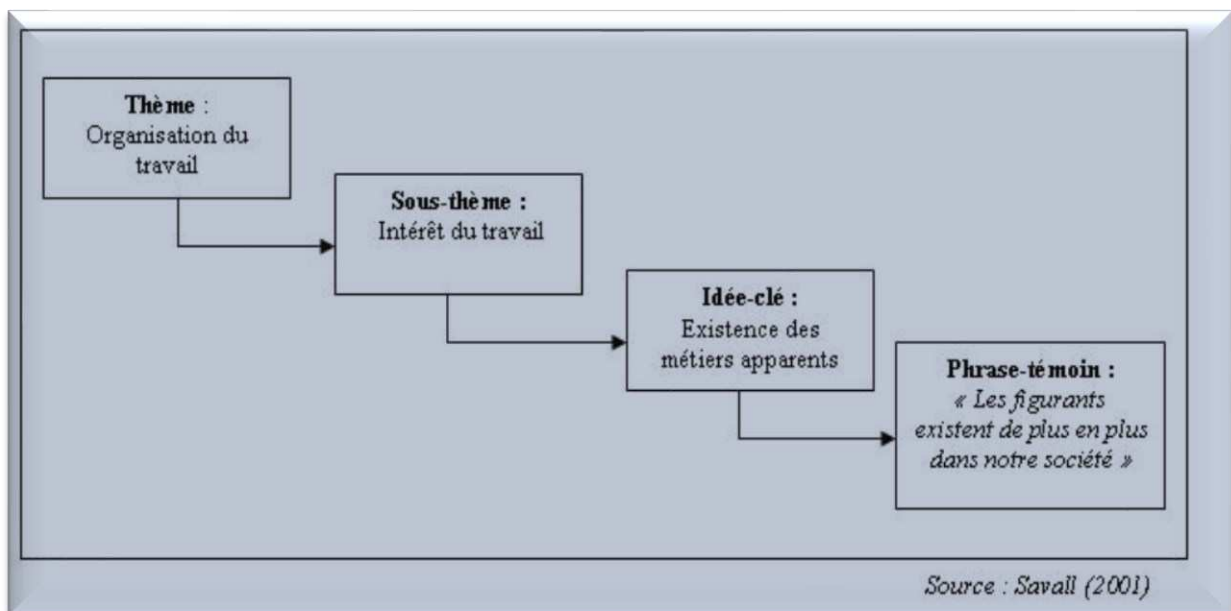 Thème :
Organisation du
travail
Sous-thème :
Intérêt du travail
Idée-clé :
Existence des
métiers apparents
Phrase-témoin :
« Les figurants
existent de plus en plus
dans notre société »
Source : Savall (2001)